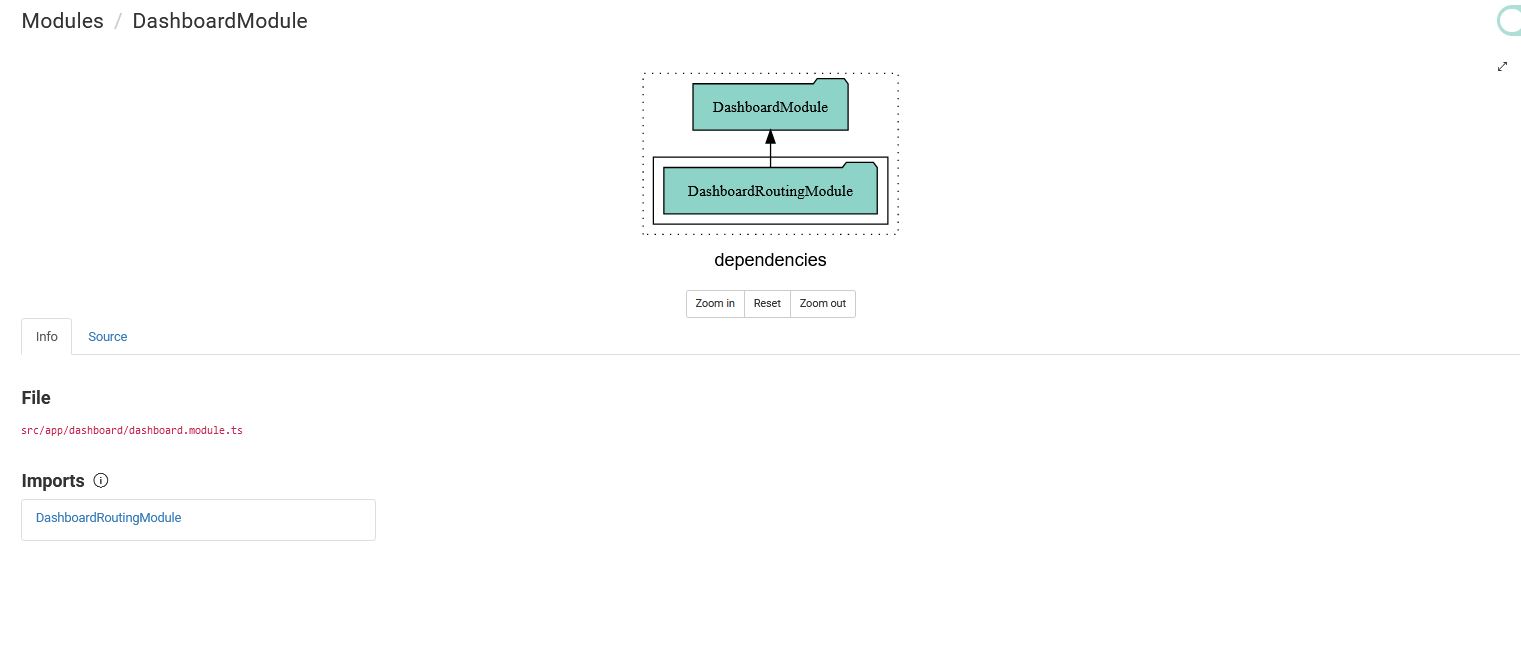 Modules / DashboardModule
DashboardModule
DashboardRoutingModule
dependencies
Zoom in Reset Zoom out
Info Source
File
src/app/dashboard/dashboard.module.ts
Imports
DashboardRoutingModule